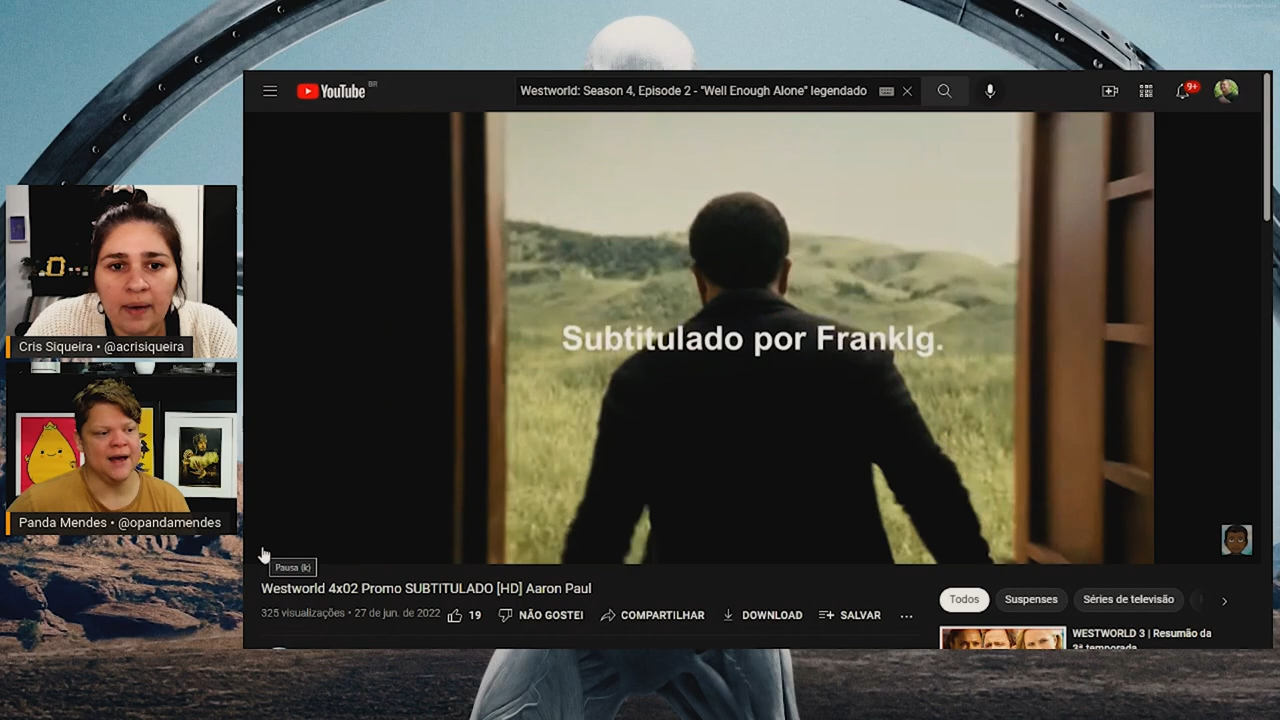 YouTube BR
Westworld: Season 4, Episode 2 - "Well Enough Alone" legendado
9+
Subtitulado por Franklg.
Cris Siqueira • @acrisiqueira
Panda Mendes • @opandamendes
Pausa (k)
Westworld 4x02 Promo SUBTITULADO [HD] Aaron Paul
325 visualizações • 27 de jun. de 2022
19
NÃO GOSTEI
COMPARTILHAR
DOWNLOAD
SALVAR
...
Todos
Suspenses
Séries de televisão
WESTWORLD 3 | Resumão da
3ª temporada